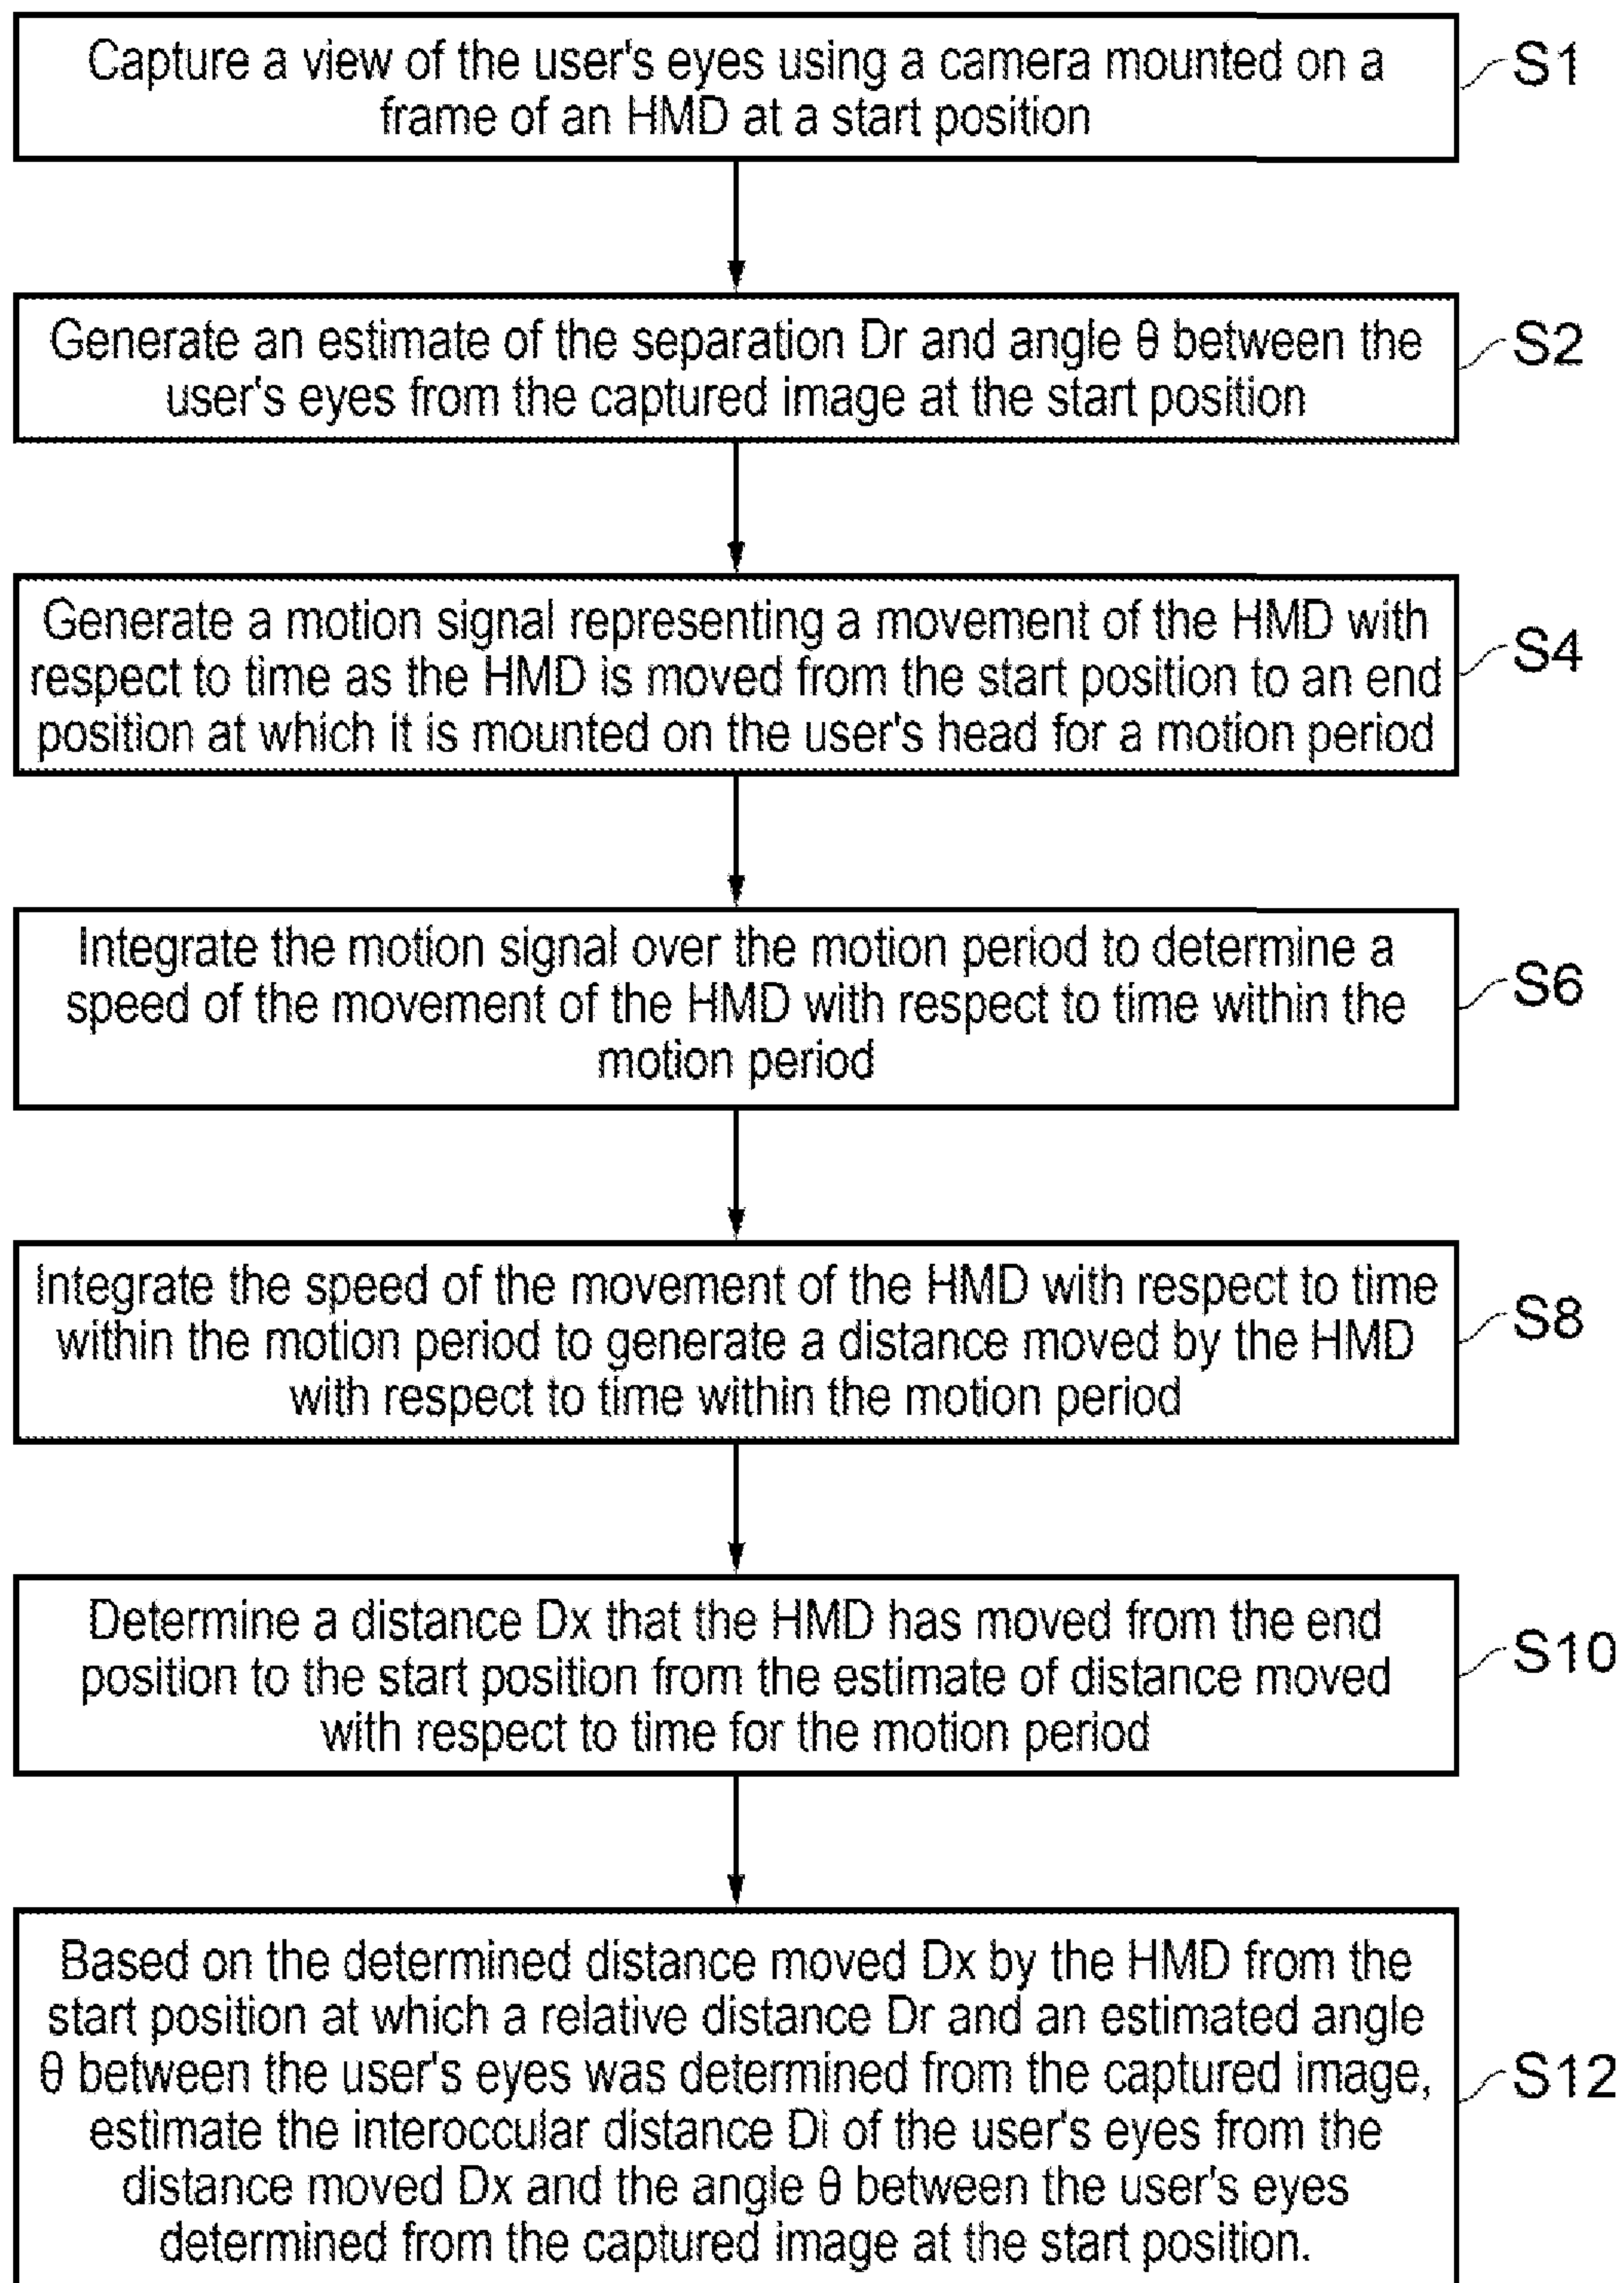 Capture a view of the user's eyes using a camera mounted on a
frame of an HMD at a start position
S1
Generate an estimate of the separation Dr and angle θ between the
user's eyes from the captured image at the start position
S2
Generate a motion signal representing a movement of the HMD with
respect to time as the HMD is moved from the start position to an end
position at which it is mounted on the user's head for a motion period
S4
Integrate the motion signal over the motion period to determine a
speed of the movement of the HMD with respect to time within the
motion period
S6
Integrate the speed of the movement of the HMD with respect to time
within the motion period to generate a distance moved by the HMD
with respect to time within the motion period
S8
Determine a distance Dx that the HMD has moved from the end
position to the start position from the estimate of distance moved
with respect to time for the motion period
S10
Based on the determined distance moved Dx by the HMD from the
start position at which a relative distance Dr and an estimated angle
θ between the user's eyes was determined from the captured image,
estimate the interoccular distance Di of the user's eyes from the
distance moved Dx and the angle θ between the user's eyes
determined from the captured image at the start position.
S12